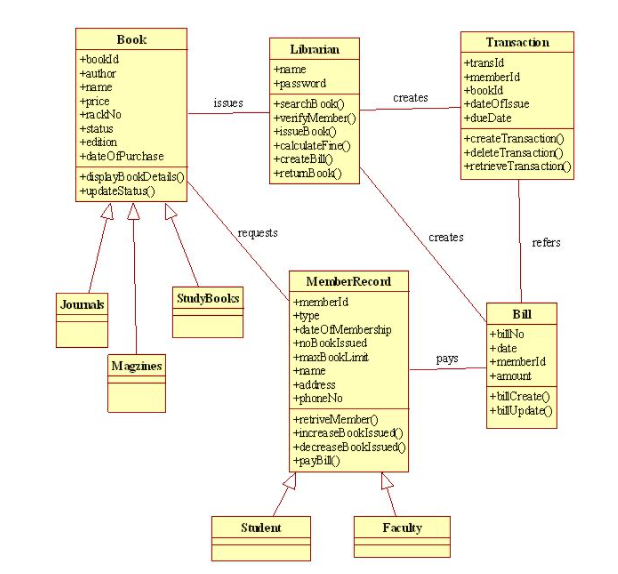 Book
+bookId
+author
+name
+price
+rackNo
+status
+edition
+dateOfPurchase
+displayBookDetails()
+updateStatus()
issues
Librarian
+name
+password
+searchBook()
+verifyMember()
+issueBook()
+calculateFine()
+createBill()
+returnBook()
creates
Transaction
+transId
+memberId
+bookId
+dateOfIssue
+dueDate
+createTransaction()
+deleteTransaction()
+retrieveTransaction()
requests
creates
refers
Journals
StudyBooks
Magzines
MemberRecord
+memberId
+type
+dateOfMembership
+noBookIssued
+maxBookLimit
+name
+address
+phoneNo
+retriveMember()
+increaseBookIssued()
+decreaseBookIssued()
+payBill()
pays
Bill
+billNo
+date
+memberId
+amount
+billCreate()
+billUpdate()
Student
Faculty